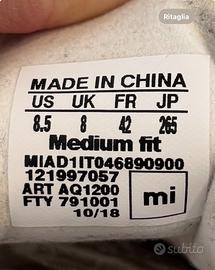 Ritaglia
MADE IN CHINA
US UK FR JP
8.5 8 42 265
Medium fit
MIAD1IT046890900
121997057
ART AQ1200
FTY 791001
10/18
mi
subito